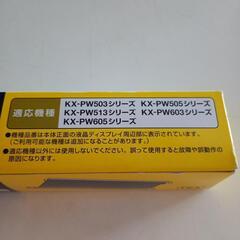 適応機種
KX-PW503シリーズ KX-PW505シリーズ
KX-PW513シリーズ KX-PW603シリーズ
KX-PW605シリーズ
●機種品番は本体正面の液晶ディスプレイ周辺部に表示されています。
(ご利用可能な機種は追加になることがあります。)
●適応機種以外には使用しないでください。誤って使用すると故障や誤動作の
原因になります。